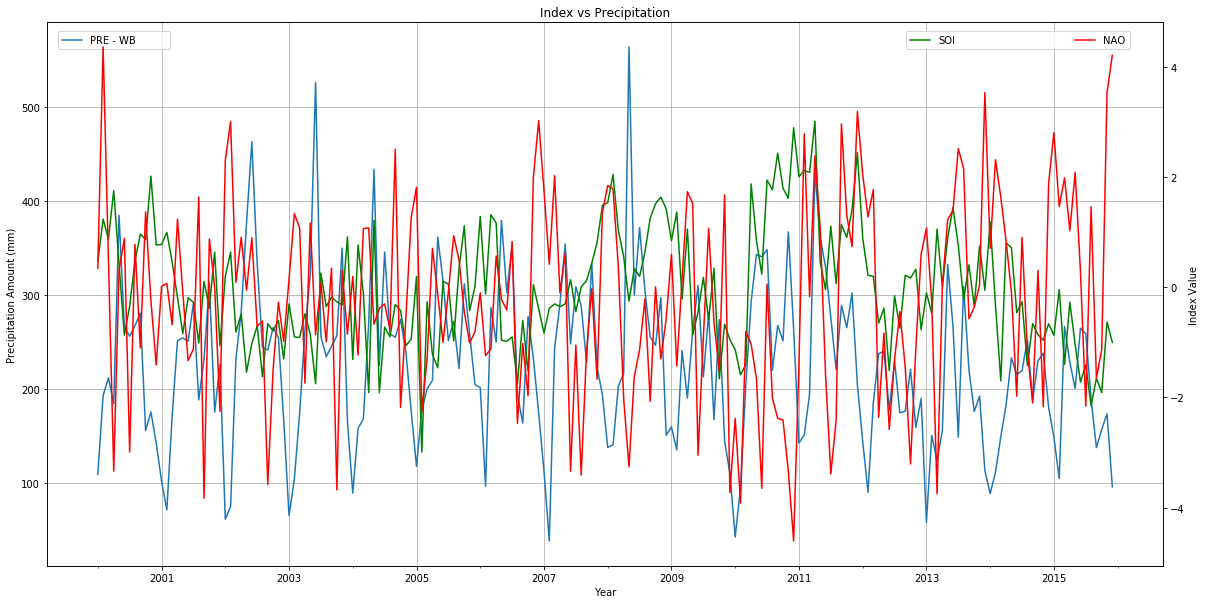 Index vs Precipitation
PRE - WB
SOI
NAO
500
400
300
200
100
4
2
0
−2
−4
Precipitation Amount (mm)
Index Value
2001 2003 2005 2007 2009 2011 2013 2015
Year